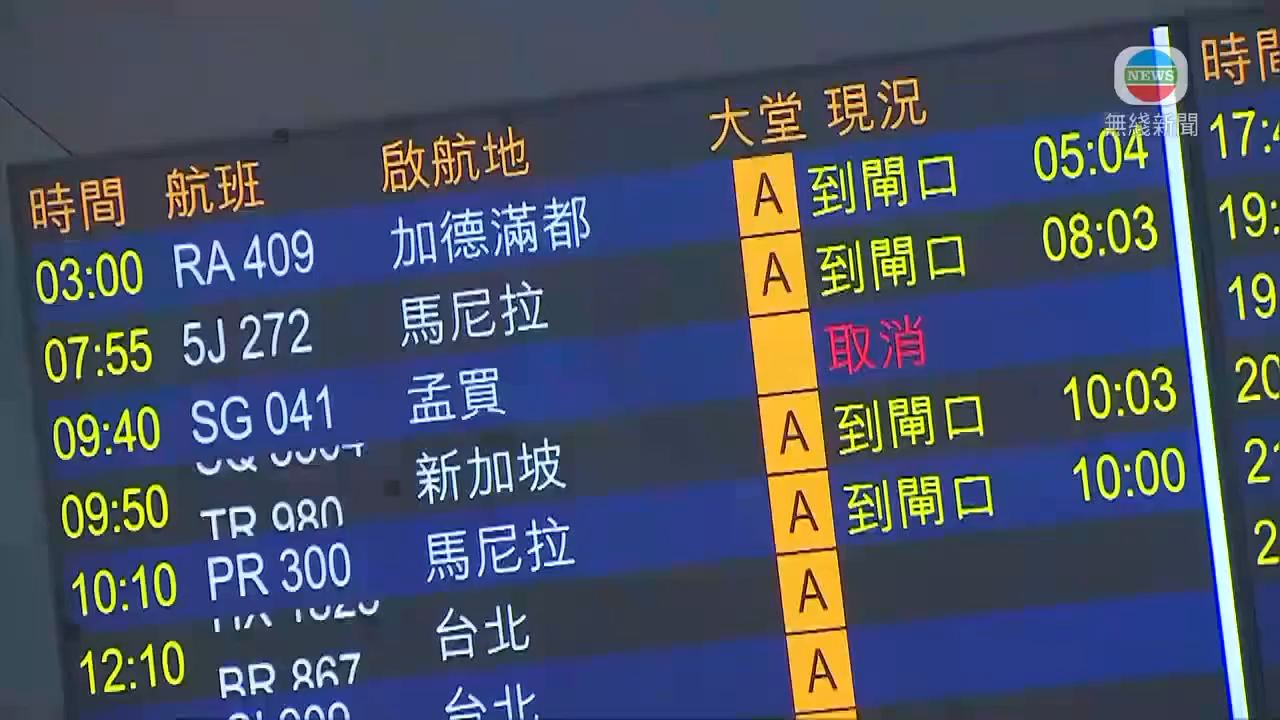 NEWS
無綫新聞
時間 航班 啟航地 大堂 現況 時間
03:00 RA 409 加德滿都 A 到閘口 05:04
07:55 5J 272 馬尼拉 A 到閘口 08:03
09:40 SG 041 孟買 取消
09:50 TR 980 新加坡 A 到閘口 10:03
10:10 PR 300 馬尼拉 A 到閘口 10:00
12:10 BR 867 台北 A
台北 A